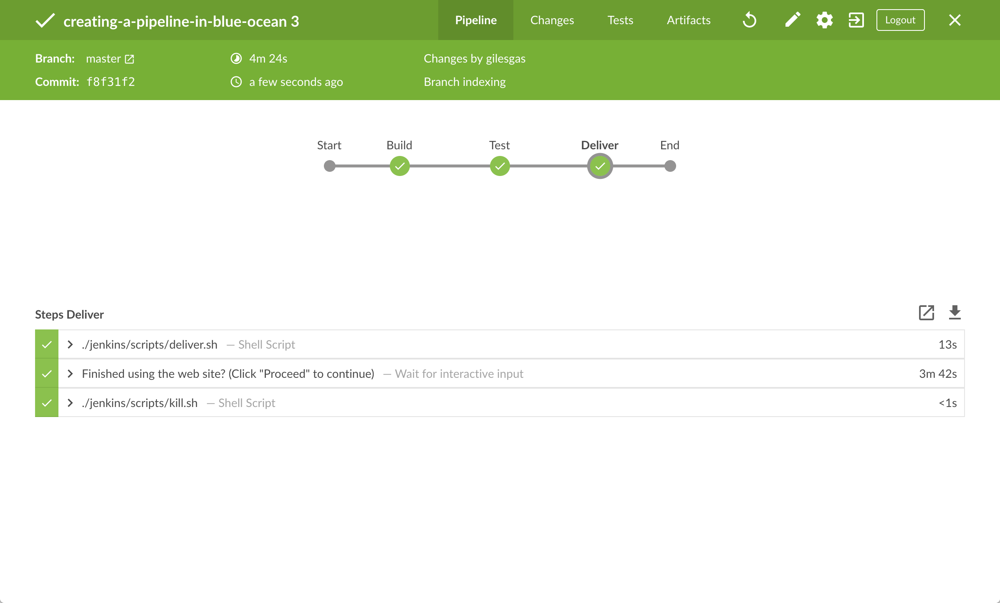 creating-a-pipeline-in-blue-ocean 3
Pipeline Changes Tests Artifacts Logout
Branch: master 4m 24s Changes by gilesgas
Commit: f8f31f2 a few seconds ago Branch indexing
Start Build Test Deliver End
Steps Deliver
./jenkins/scripts/deliver.sh — Shell Script 13s
Finished using the web site? (Click "Proceed" to continue) — Wait for interactive input 3m 42s
./jenkins/scripts/kill.sh — Shell Script <1s